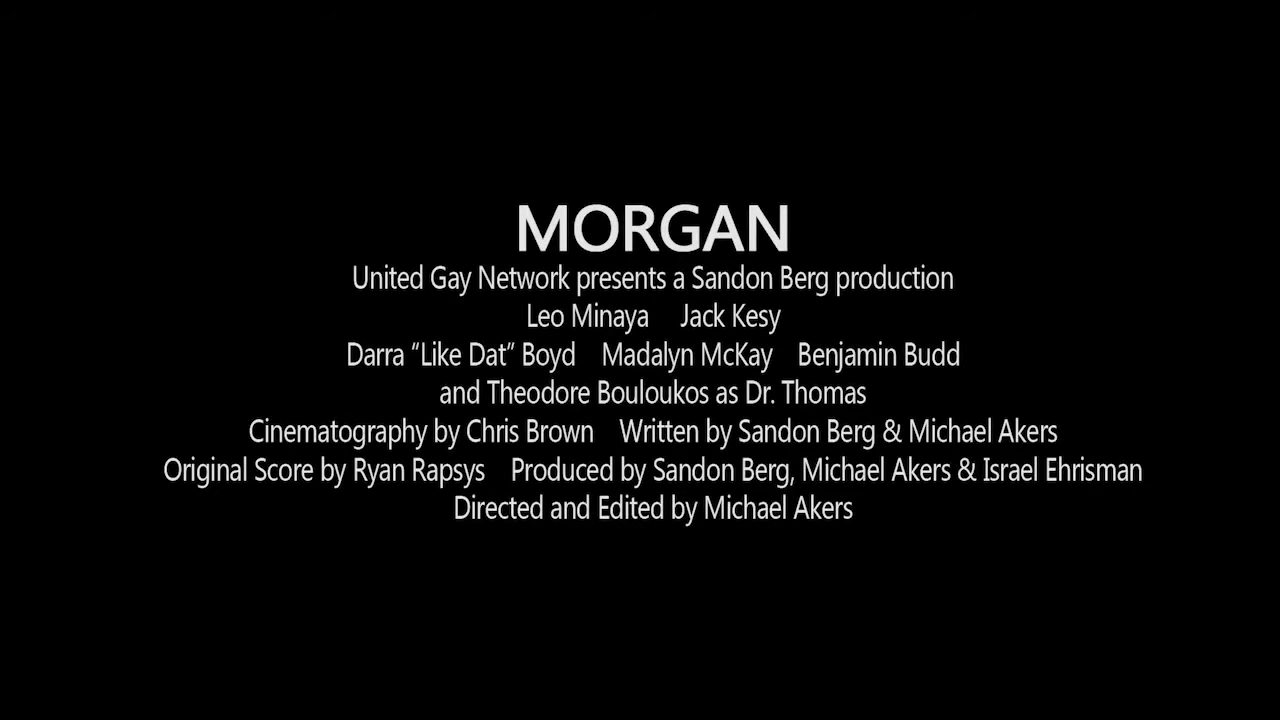 MORGAN
United Gay Network presents a Sandon Berg production
Leo Minaya Jack Kesy
Darra “Like Dat” Boyd Madalyn McKay Benjamin Budd
and Theodore Bouloukos as Dr. Thomas
Cinematography by Chris Brown Written by Sandon Berg & Michael Akers
Original Score by Ryan Rapsys Produced by Sandon Berg, Michael Akers & Israel Ehrisman
Directed and Edited by Michael Akers